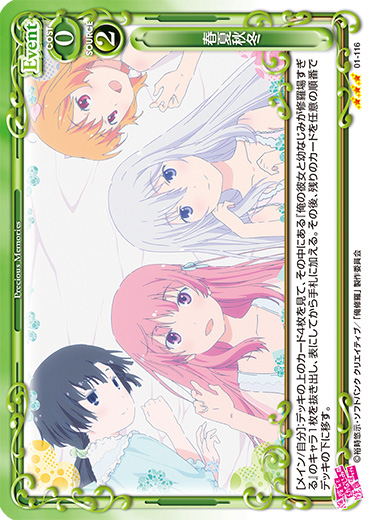 Event
COST
0
SOURCE
2
春夏秋冬
01-116
Precious Memories
[メイン/自分]:デッキの上のカード4枚を見て、その中にある「俺の彼女と幼なじみが修羅場すぎ
る」のキャラ1枚を抜き出し、表にしてから手札に加える。その後、残りのカードを任意の順番で
デッキの下に移す。
©裕時悠示・ソフトバンク クリエイティブ/「俺修羅」製作委員会